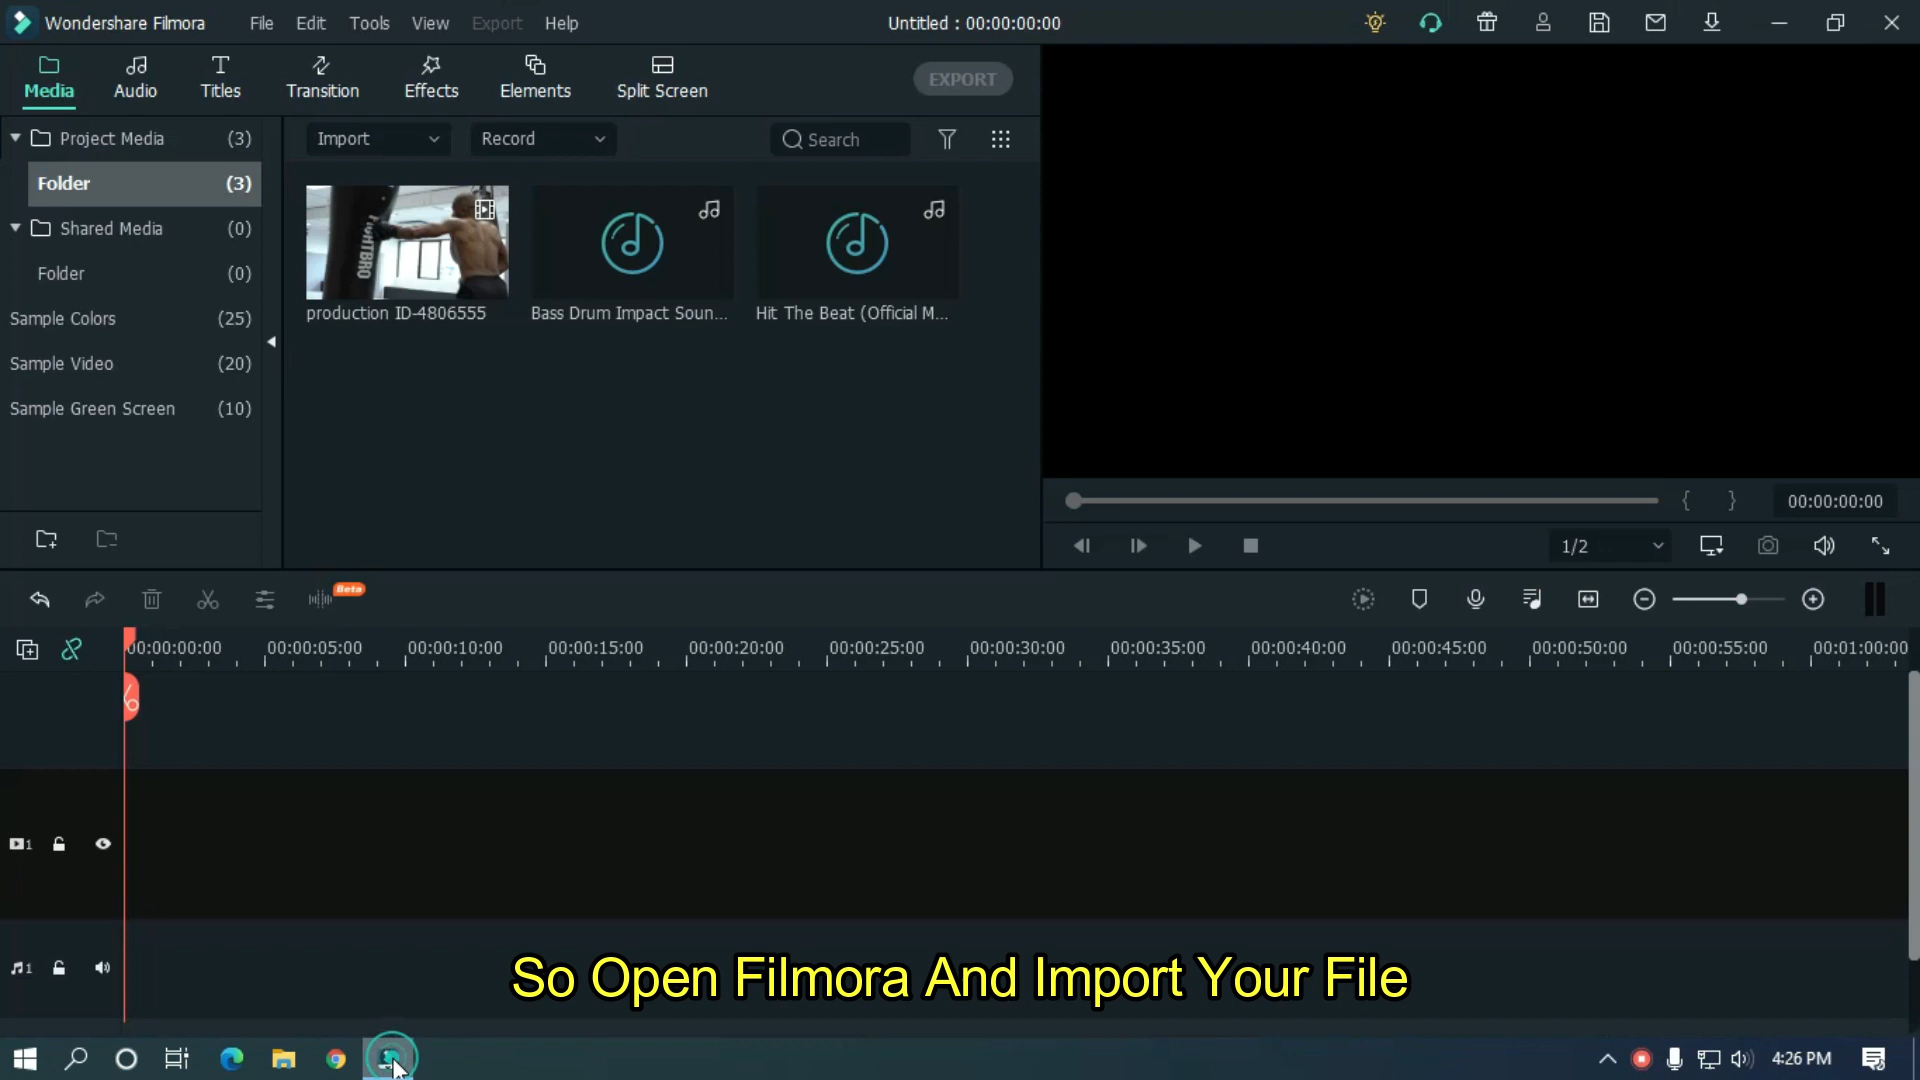 Wondershare Filmora File Edit Tools View Export Help Untitled : 00:00:00:00
Media Audio Titles Transition Effects Elements Split Screen EXPORT
Project Media (3)
Folder (3)
Shared Media (0)
Folder (0)
Sample Colors (25)
Sample Video (20)
Sample Green Screen (10)
Import Record Search
FIGHTBRO
production ID-4806555 Bass Drum Impact Soun... Hit The Beat (Official M...
{ } 00:00:00:00
1/2
Beta
00:00:00:00 00:00:05:00 00:00:10:00 00:00:15:00 00:00:20:00 00:00:25:00 00:00:30:00 00:00:35:00 00:00:40:00 00:00:45:00 00:00:50:00 00:00:55:00 00:01:00:00
1
1
So Open Filmora And Import Your File
4:26 PM